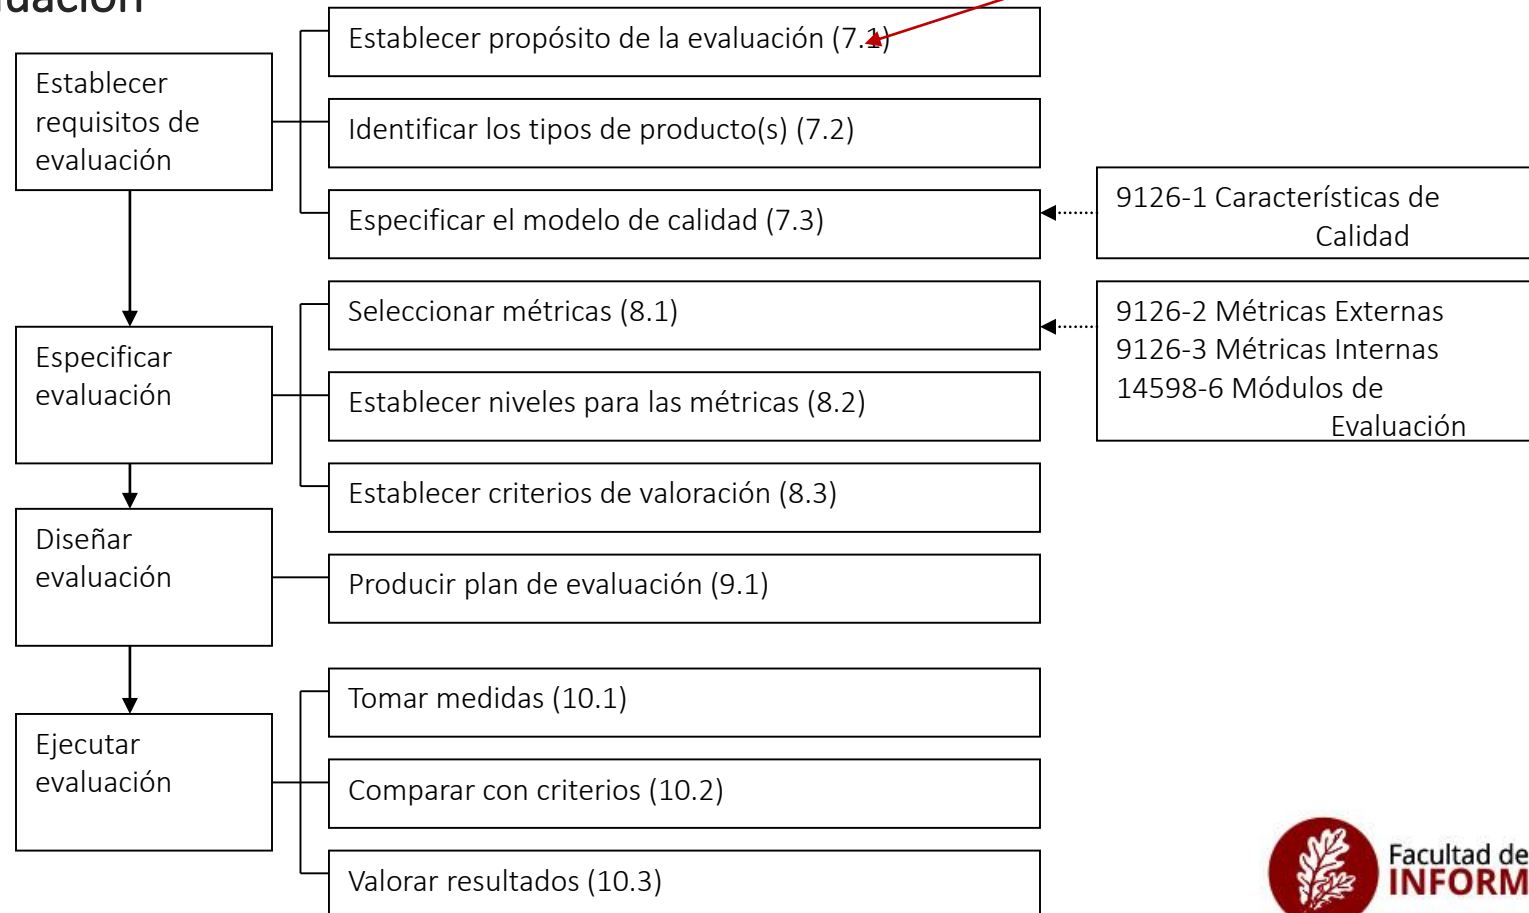 Establecer propósito de la evaluación (7.1)
Establecer
requisitos de
evaluación
Identificar los tipos de producto(s) (7.2)
Especificar el modelo de calidad (7.3)
9126-1 Características de
Calidad
Seleccionar métricas (8.1)
9126-2 Métricas Externas
9126-3 Métricas Internas
14598-6 Módulos de
Evaluación
Especificar
evaluación
Establecer niveles para las métricas (8.2)
Establecer criterios de valoración (8.3)
Diseñar
evaluación
Producir plan de evaluación (9.1)
Tomar medidas (10.1)
Ejecutar
evaluación
Comparar con criterios (10.2)
Valorar resultados (10.3)
Facultad de
INFORM